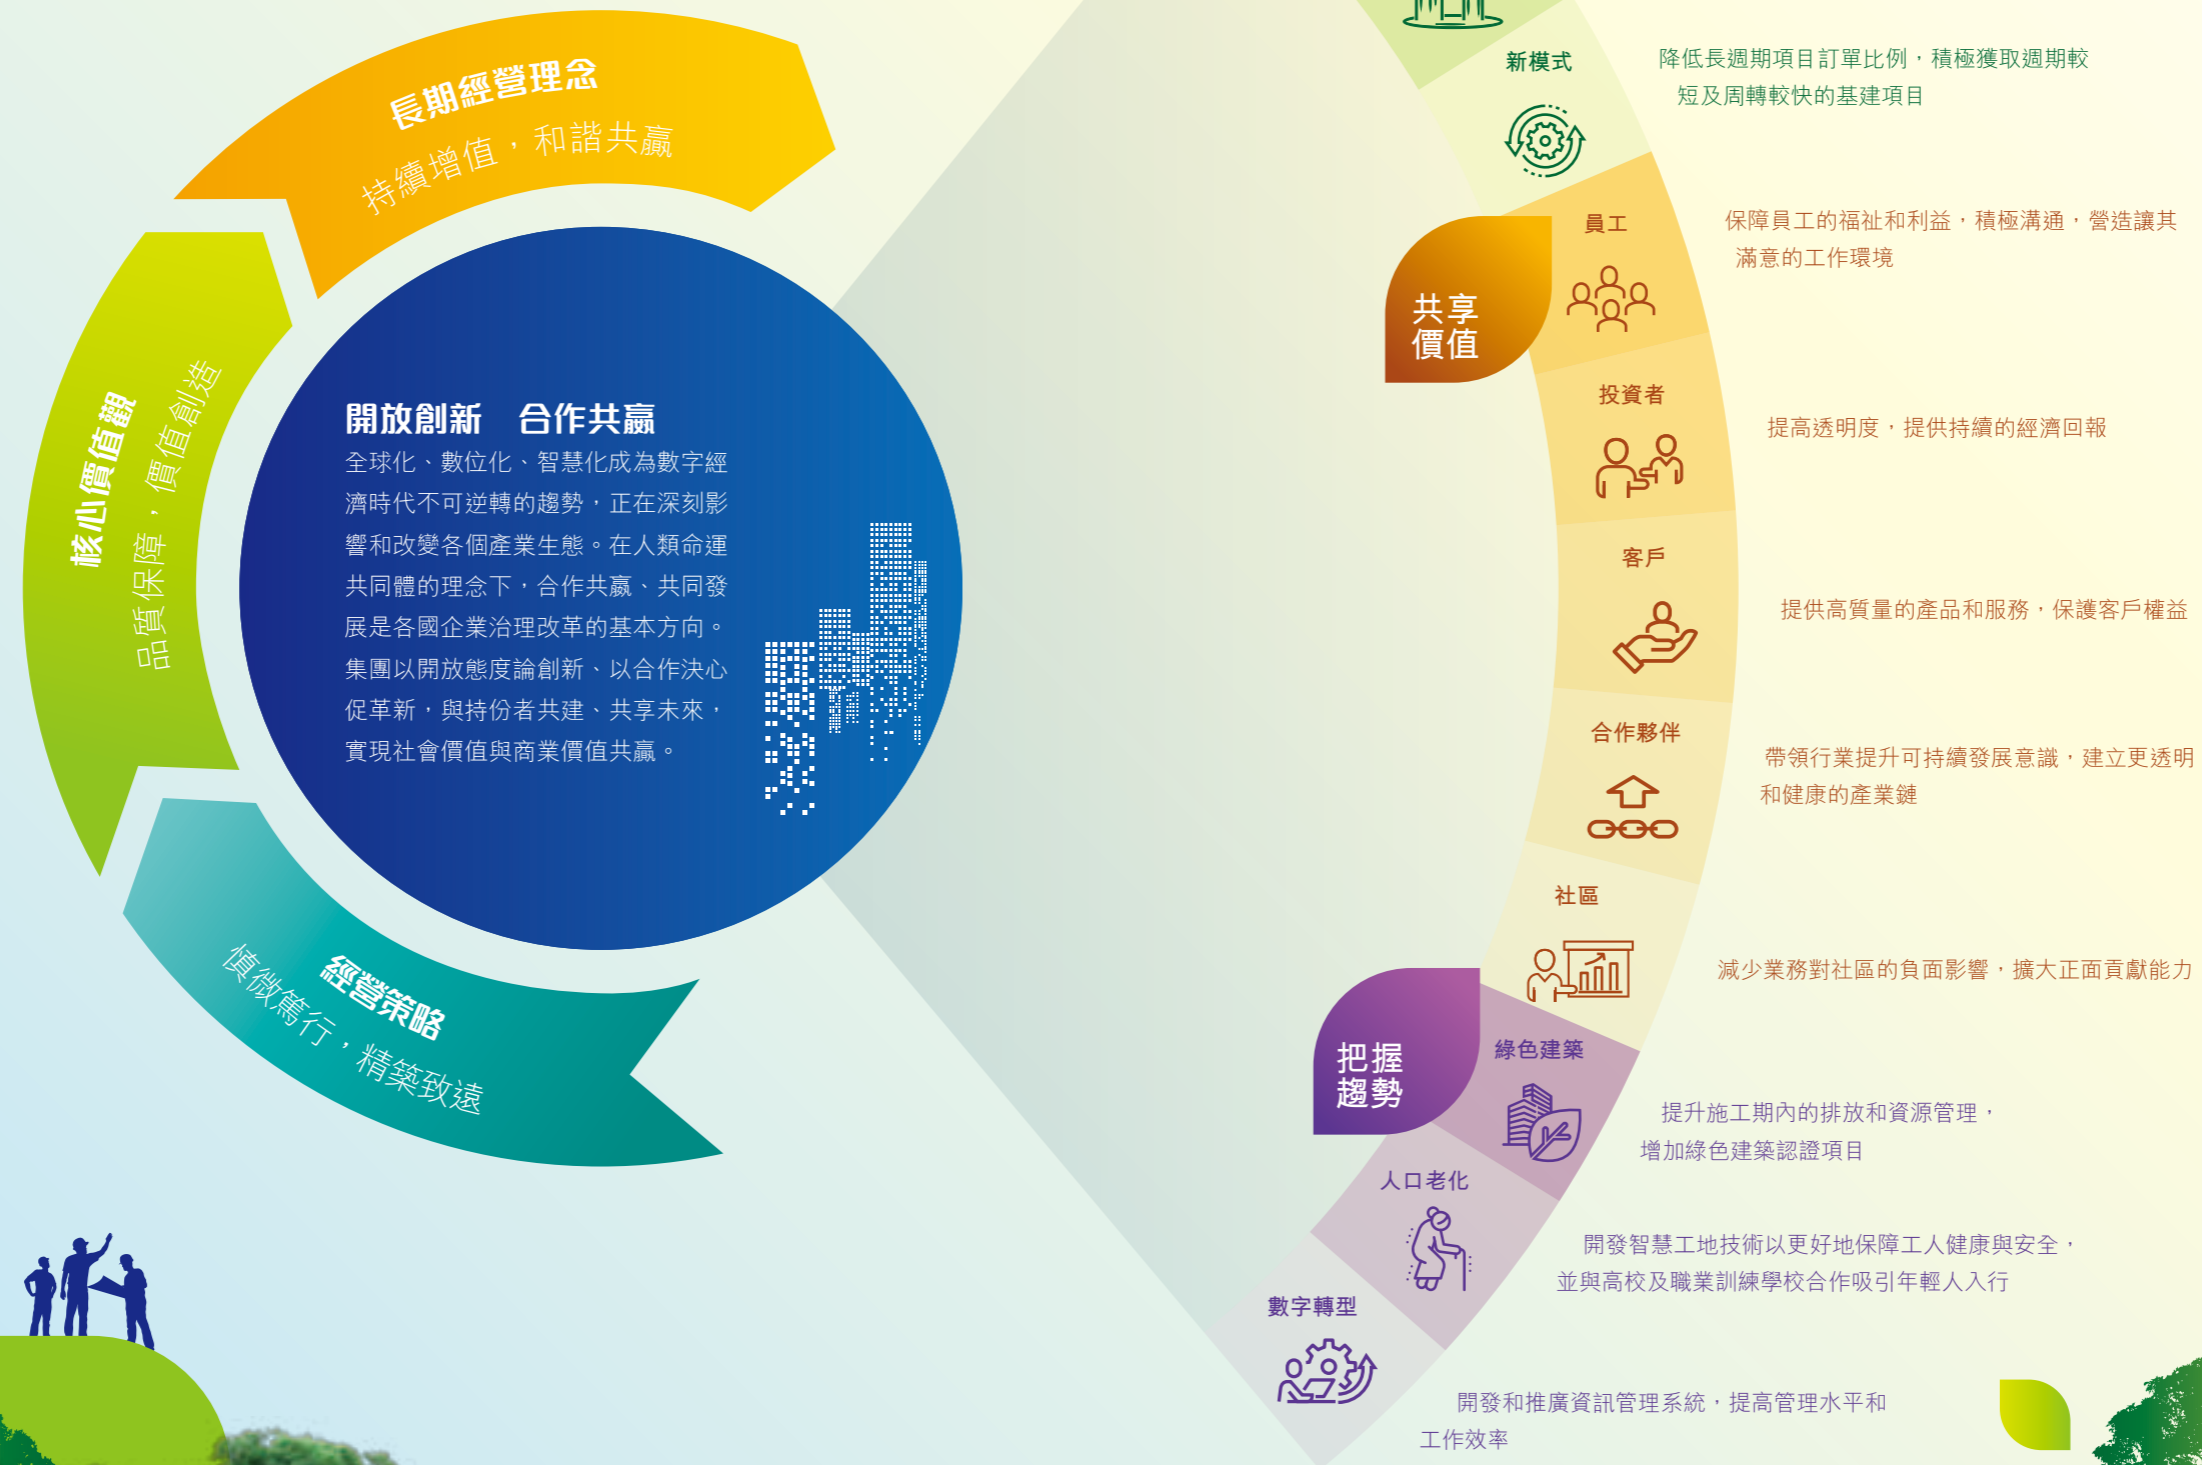 長期經營理念
持續增值，和諧共贏
核心價值觀
品質保障，價值創造
經營策略
慎微篤行，精築致遠
開放創新　合作共贏
全球化、數位化、智慧化成為數字經
濟時代不可逆轉的趨勢，正在深刻影
響和改變各個產業生態。在人類命運
共同體的理念下，合作共贏、共同發
展是各國企業治理改革的基本方向。
集團以開放態度論創新、以合作決心
促革新，與持份者共建、共享未來，
實現社會價值與商業價值共贏。
新模式
降低長週期項目訂單比例，積極獲取週期較
短及周轉較快的基建項目
共享
價值
員工
保障員工的福祉和利益，積極溝通，營造讓其
滿意的工作環境
投資者
提高透明度，提供持續的經濟回報
客戶
提供高質量的產品和服務，保護客戶權益
合作夥伴
帶領行業提升可持續發展意識，建立更透明
和健康的產業鏈
社區
減少業務對社區的負面影響，擴大正面貢獻能力
把握
趨勢
綠色建築
提升施工期內的排放和資源管理，
增加綠色建築認證項目
人口老化
開發智慧工地技術以更好地保障工人健康與安全，
並與高校及職業訓練學校合作吸引年輕人入行
數字轉型
開發和推廣資訊管理系統，提高管理水平和
工作效率